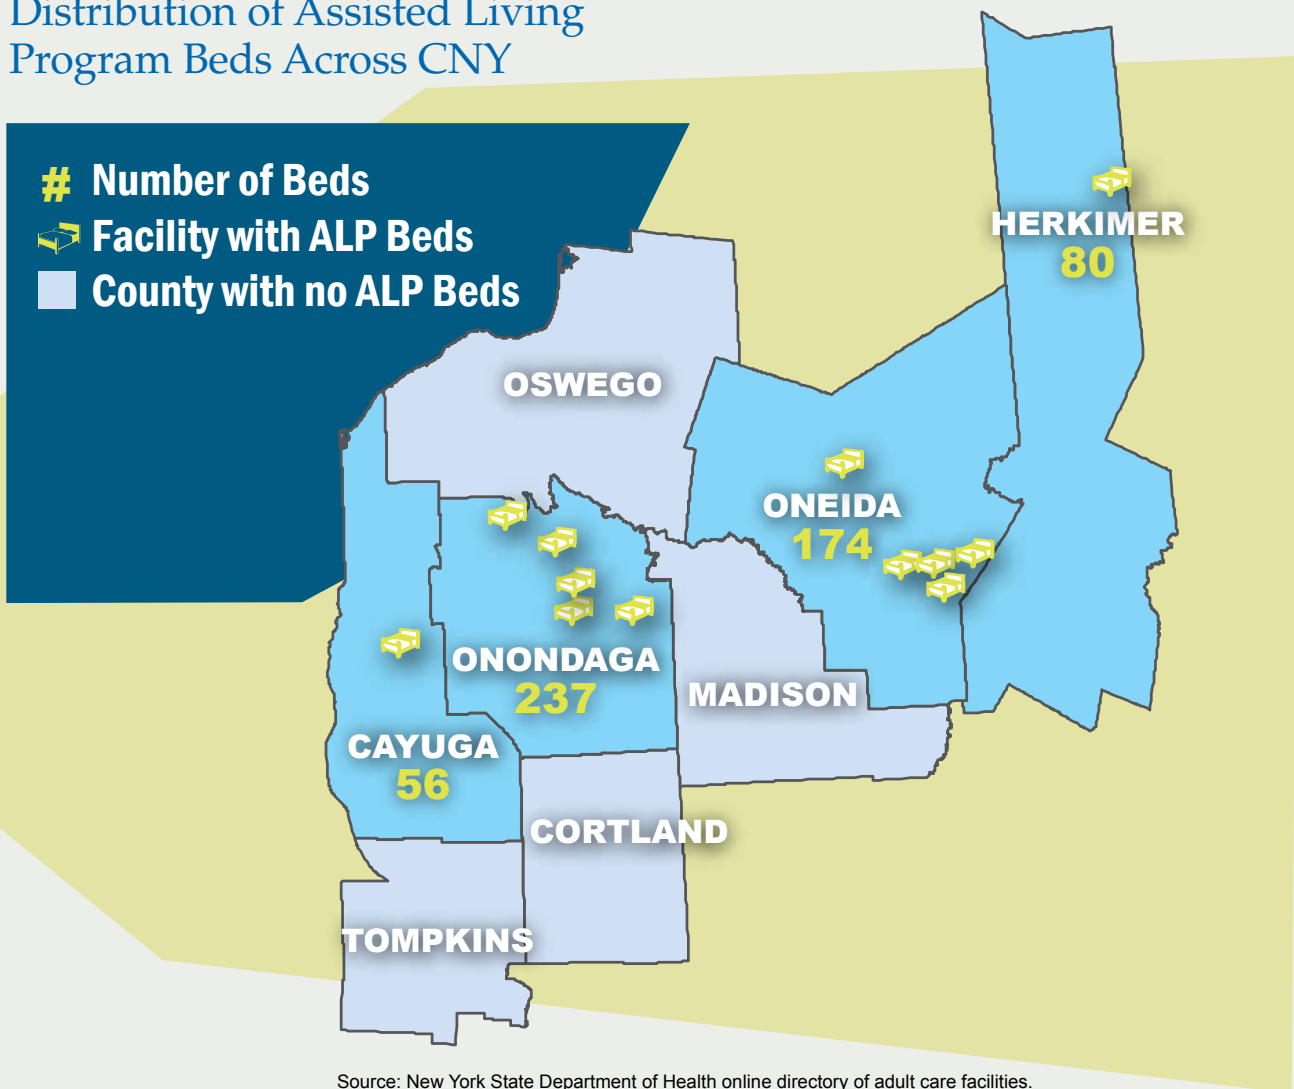 Distribution of Assisted Living
Program Beds Across CNY
# Number of Beds
Facility with ALP Beds
County with no ALP Beds
HERKIMER
80
OSWEGO
ONEIDA
174
ONONDAGA
237
MADISON
CAYUGA
56
CORTLAND
TOMPKINS
Source: New York State Department of Health online directory of adult care facilities.